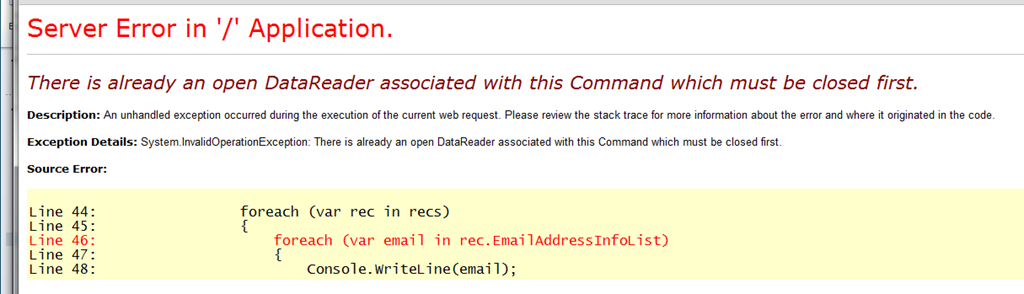 Server Error in '/' Application.
There is already an open DataReader associated with this Command which must be closed first.
Description: An unhandled exception occurred during the execution of the current web request. Please review the stack trace for more information about the error and where it originated in the code.
Exception Details: System.InvalidOperationException: There is already an open DataReader associated with this Command which must be closed first.
Source Error:
Line 44:                 foreach (var rec in recs)
Line 45:                 {
Line 46:                     foreach (var email in rec.EmailAddressInfoList)
Line 47:                     {
Line 48:                         Console.WriteLine(email);